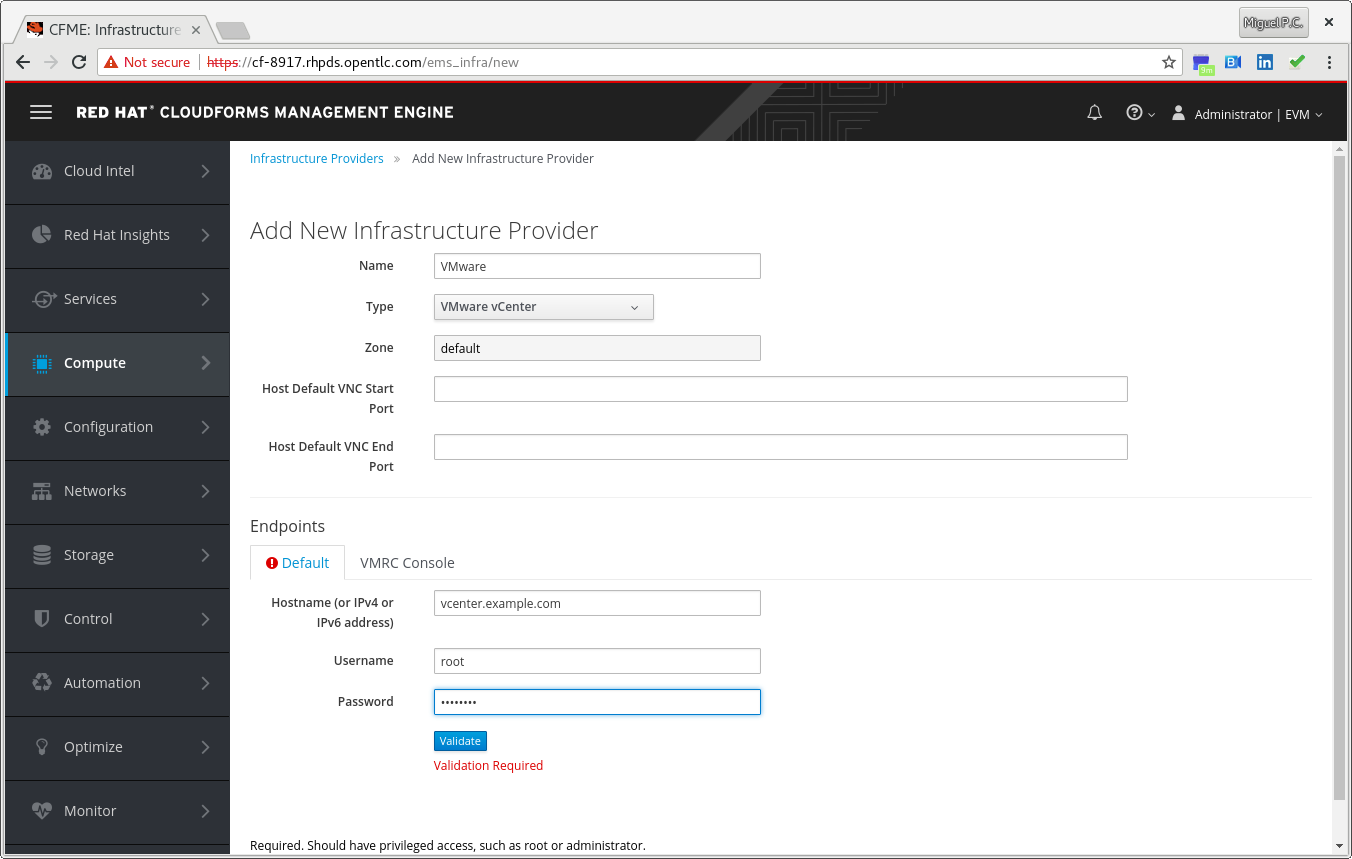 CFME: Infrastructure
Miguel P.C.
Not secure https://cf-8917.rhpds.opentlc.com/ems_infra/new
9m
RED HAT® CLOUDFORMS MANAGEMENT ENGINE
Administrator | EVM
Cloud Intel
Red Hat Insights
Services
Compute
Configuration
Networks
Storage
Control
Automation
Optimize
Monitor
Infrastructure Providers » Add New Infrastructure Provider
Add New Infrastructure Provider
Name VMware
Type VMware vCenter
Zone default
Host Default VNC Start
Port
Host Default VNC End
Port
Endpoints
Default VMRC Console
Hostname (or IPv4 or
IPv6 address) vcenter.example.com
Username root
Password ••••••••
Validate
Validation Required
Required. Should have privileged access, such as root or administrator.